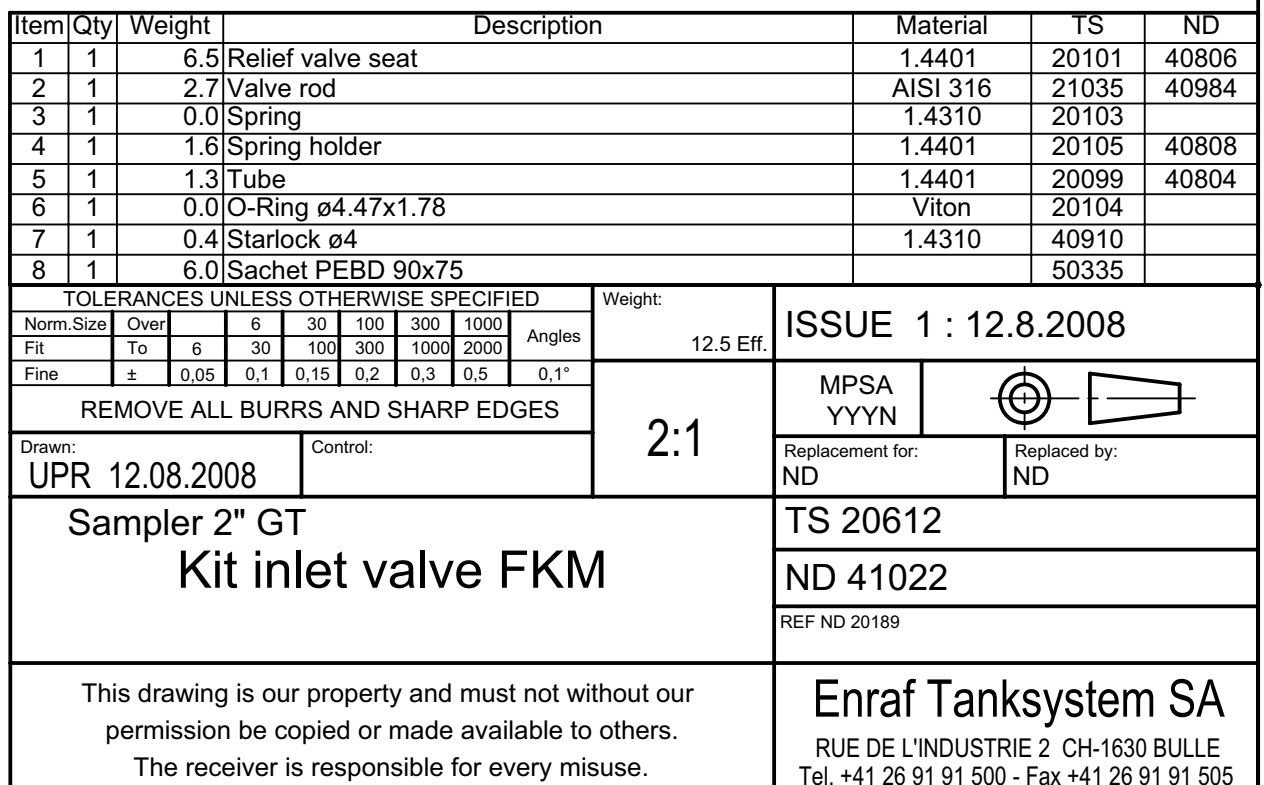 Item Qty Weight Description Material TS ND
1 1 6.5 Relief valve seat 1.4401 20101 40806
2 1 2.7 Valve rod AISI 316 21035 40984
3 1 0.0 Spring 1.4310 20103
4 1 1.6 Spring holder 1.4401 20105 40808
5 1 1.3 Tube 1.4401 20099 40804
6 1 0.0 O-Ring ø4.47x1.78 Viton 20104
7 1 0.4 Starlock ø4 1.4310 40910
8 1 6.0 Sachet PEBD 90x75 50335
TOLERANCES UNLESS OTHERWISE SPECIFIED
Norm.Size Over 6 30 100 300 1000 Angles
Fit To 6 30 100 300 1000 2000
Fine ± 0,05 0,1 0,15 0,2 0,3 0,5 0,1°
REMOVE ALL BURRS AND SHARP EDGES
Drawn:
UPR 12.08.2008
Control:
Weight:
12.5 Eff.
2:1
ISSUE 1 : 12.8.2008
MPSA
YYYN
Replacement for:
ND
Replaced by:
ND
Sampler 2" GT
Kit inlet valve FKM
TS 20612
ND 41022
REF ND 20189
This drawing is our property and must not without our
permission be copied or made available to others.
The receiver is responsible for every misuse.
Enraf Tanksystem SA
RUE DE L'INDUSTRIE 2 CH-1630 BULLE
Tel. +41 26 91 91 500 - Fax +41 26 91 91 505